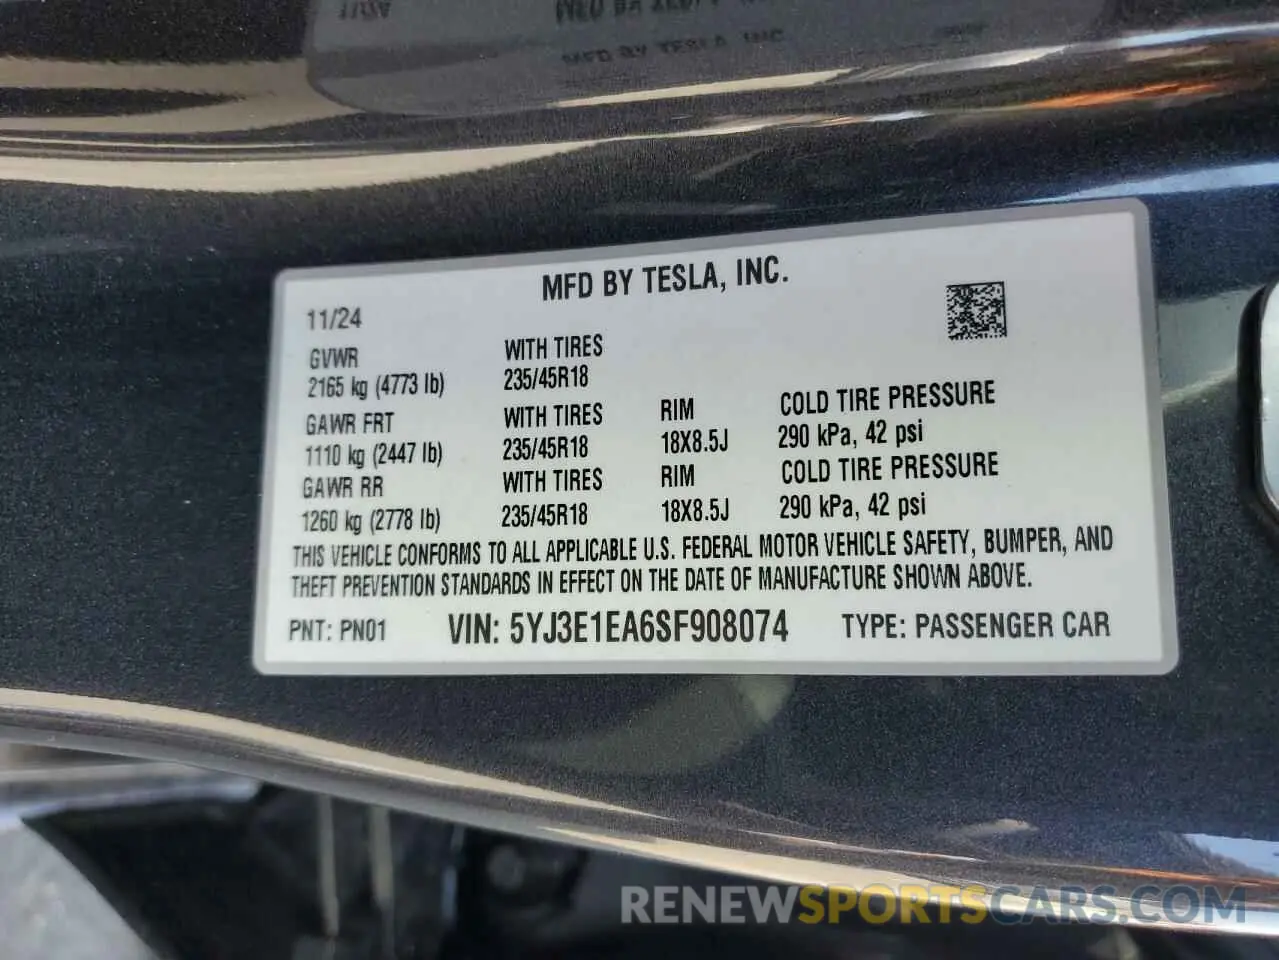 MFD BY TESLA, INC.
11/24
GVWR
2165 kg (4773 lb)
WITH TIRES
235/45R18
GAWR FRT
1110 kg (2447 lb)
WITH TIRES
235/45R18
RIM
18X8.5J
COLD TIRE PRESSURE
290 kPa, 42 psi
GAWR RR
1260 kg (2778 lb)
WITH TIRES
235/45R18
RIM
18X8.5J
COLD TIRE PRESSURE
290 kPa, 42 psi
THIS VEHICLE CONFORMS TO ALL APPLICABLE U.S. FEDERAL MOTOR VEHICLE SAFETY, BUMPER, AND
THEFT PREVENTION STANDARDS IN EFFECT ON THE DATE OF MANUFACTURE SHOWN ABOVE.
PNT: PN01 VIN: 5YJ3E1EA6SF908074 TYPE: PASSENGER CAR
RENEWSPORTSCARS.COM